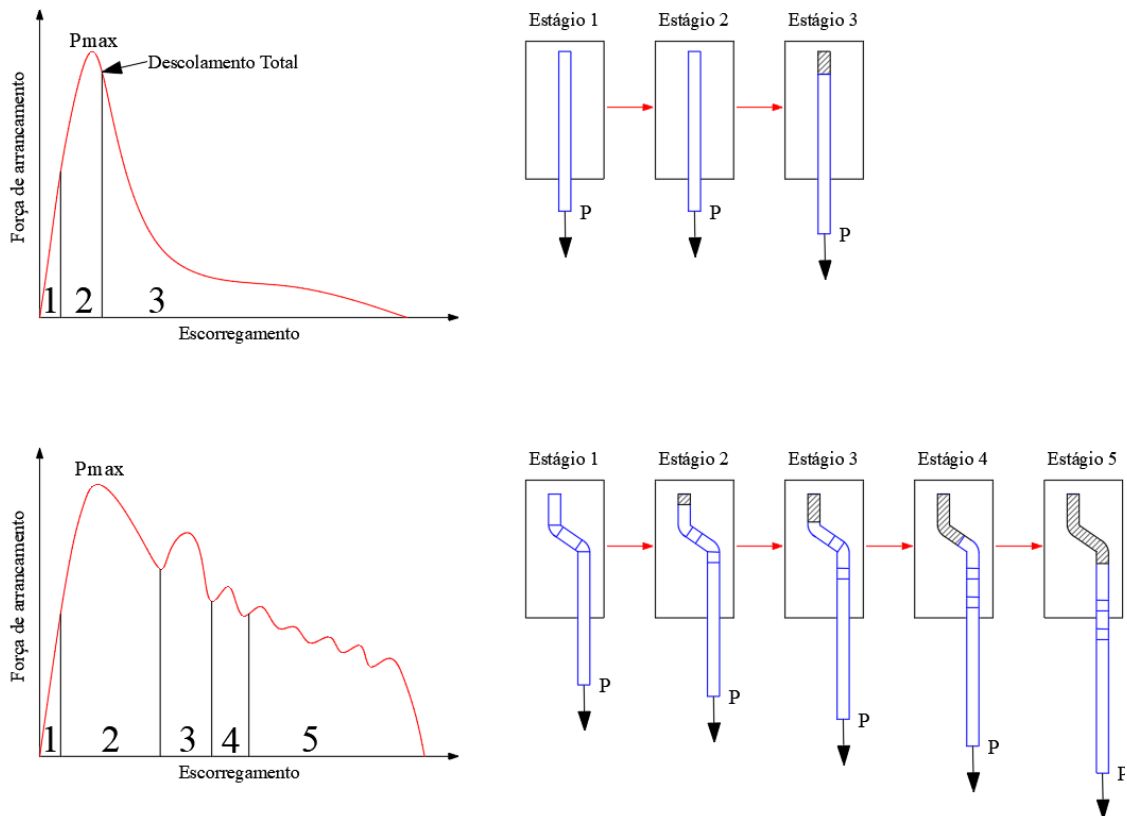 Pmax
Descolamento Total
Força de arrancamento
1 2 3
Escorregamento
Estágio 1 Estágio 2 Estágio 3
P P P
Pmax
Força de arrancamento
1 2 3 4 5
Escorregamento
Estágio 1 Estágio 2 Estágio 3 Estágio 4 Estágio 5
P P P P P